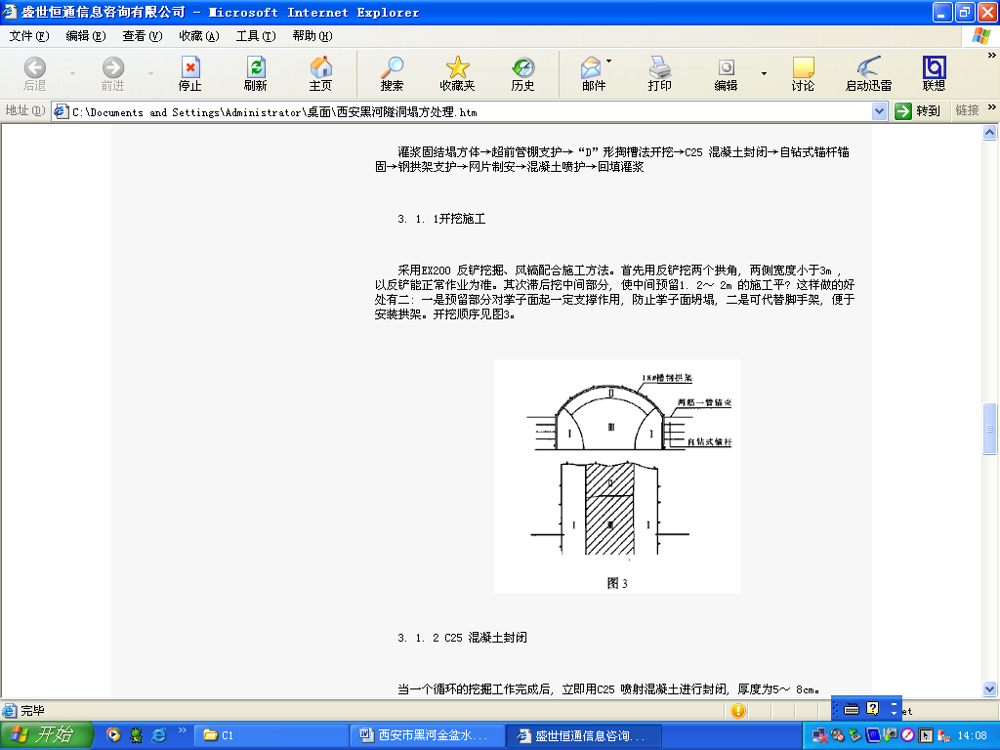 盛世恒通信息咨询有限公司 - Microsoft Internet Explorer
文件(F) 编辑(E) 查看(V) 收藏(A) 工具(T) 帮助(H)
后退 前进 停止 刷新 主页 搜索 收藏夹 历史 邮件 打印 编辑 讨论 启动迅雷 联想
地址(D) C:\Documents and Settings\Administrator\桌面\西安黑河隧洞塌方处理.htm 转到 链接
灌浆固结塌方体→超前管棚支护→“D”形掏槽法开挖→C25 混凝土封闭→自钻式锚杆锚
固→钢拱架支护→网片制安→混凝土喷护→回填灌浆
3. 1. 1开挖施工
采用EX200 反铲挖掘、风镐配合施工方法。首先用反铲挖两个拱角, 两侧宽度小于3m ,
以反铲能正常作业为准。其次滞后挖中间部分, 使中间预留1. 2～ 2m 的施工平? 这样做的好
处有二: 一是预留部分对掌子面起一定支撑作用, 防止掌子面坍塌, 二是可代替脚手架, 便于
安装拱架。开挖顺序见图3。
18#槽钢拱架
两筋一管锚束
自钻式锚杆
Ⅱ
Ⅰ Ⅲ Ⅰ
Ⅱ
Ⅰ Ⅲ Ⅰ
图 3
3. 1. 2 C25 混凝土封闭
当一个循环的挖掘工作完成后, 立即用C25 喷射混凝土进行封闭, 厚度为5～ 8cm。
完毕 et
开始 C1 西安市黑河金盆水... 盛世恒通信息咨询... 14:08